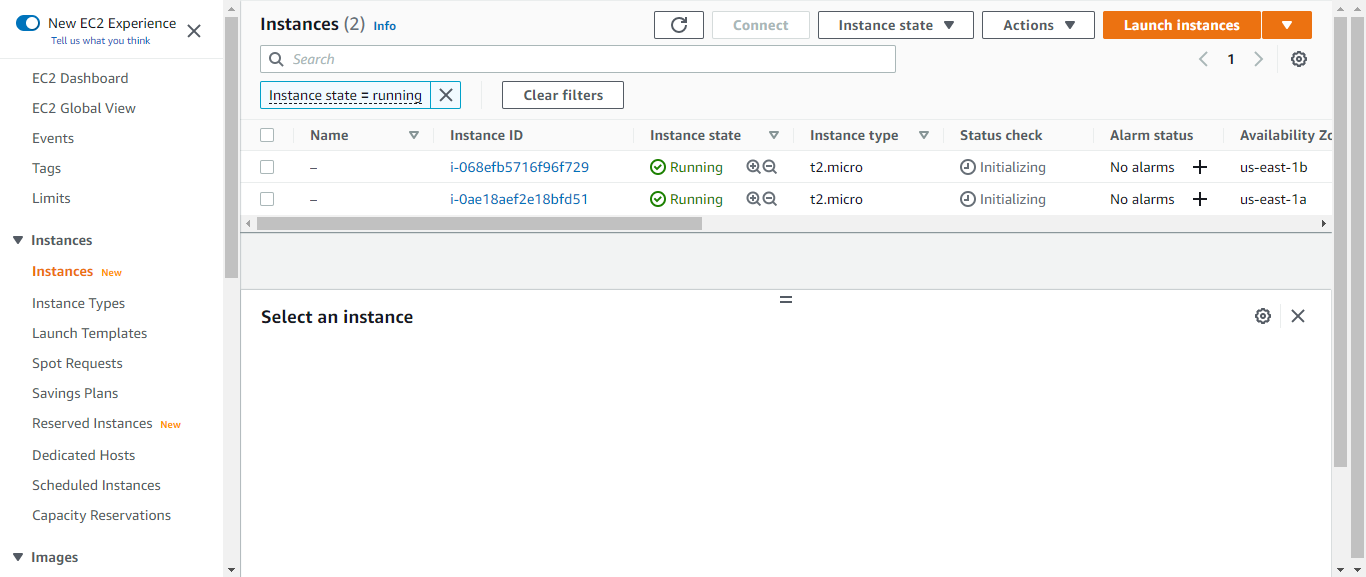 New EC2 Experience
Tell us what you think
EC2 Dashboard
EC2 Global View
Events
Tags
Limits
Instances
Instances New
Instance Types
Launch Templates
Spot Requests
Savings Plans
Reserved Instances New
Dedicated Hosts
Scheduled Instances
Capacity Reservations
Images
Instances (2) Info
Connect Instance state Actions Launch instances
Search
1
Instance state = running
Clear filters
Name Instance ID Instance state Instance type Status check Alarm status Availability Zo
– i-068efb5716f96f729 Running t2.micro Initializing No alarms + us-east-1b
– i-0ae18aef2e18bfd51 Running t2.micro Initializing No alarms + us-east-1a
Select an instance